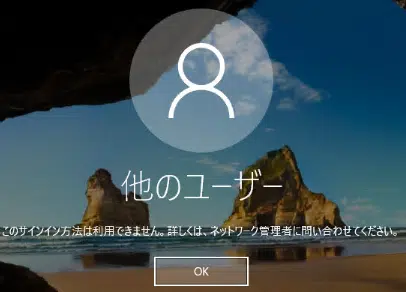 他のユーザー
このサインイン方法は利用できません。詳しくは、ネットワーク管理者に問い合わせてください。
OK